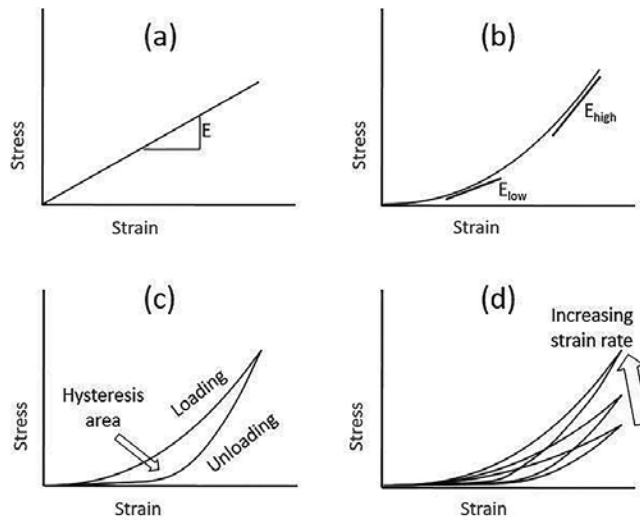 (a)
Stress
E
Strain
(b)
Stress
E_high
E_low
Strain
(c)
Stress
Hysteresis
area
Loading
Unloading
Strain
(d)
Stress
Increasing
strain rate
Strain